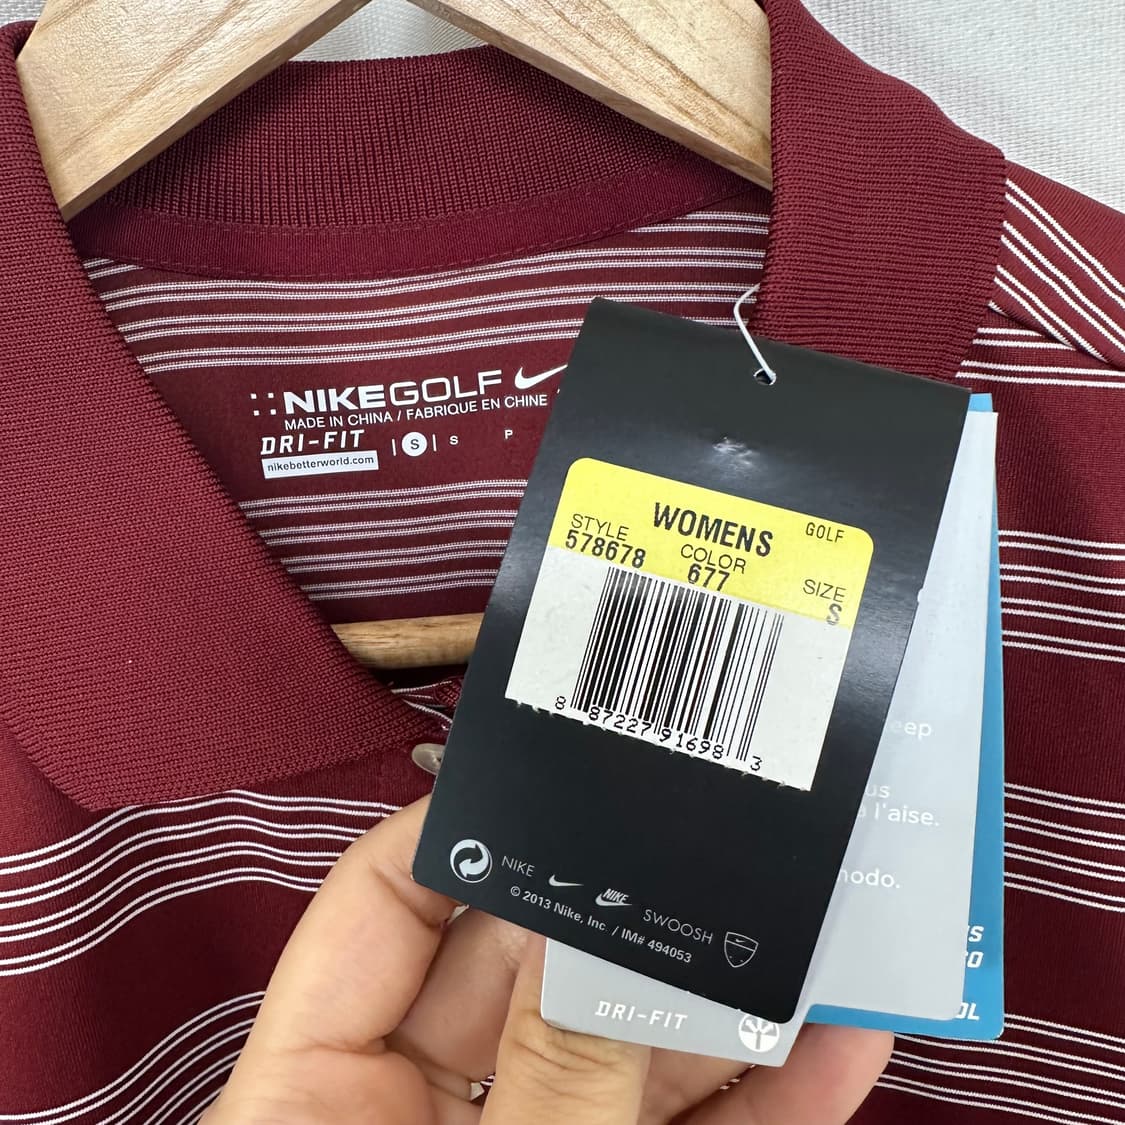 NIKEGOLF
MADE IN CHINA / FABRIQUE EN CHINE
DRI-FIT | S | S P
nikebetterworld.com
WOMENS GOLF
STYLE COLOR SIZE
578678 677 S
8 87227 91698 3
NIKE NIKE SWOOSH
© 2013 Nike, Inc. / IM# 494053
à l'aise.
DRI-FIT